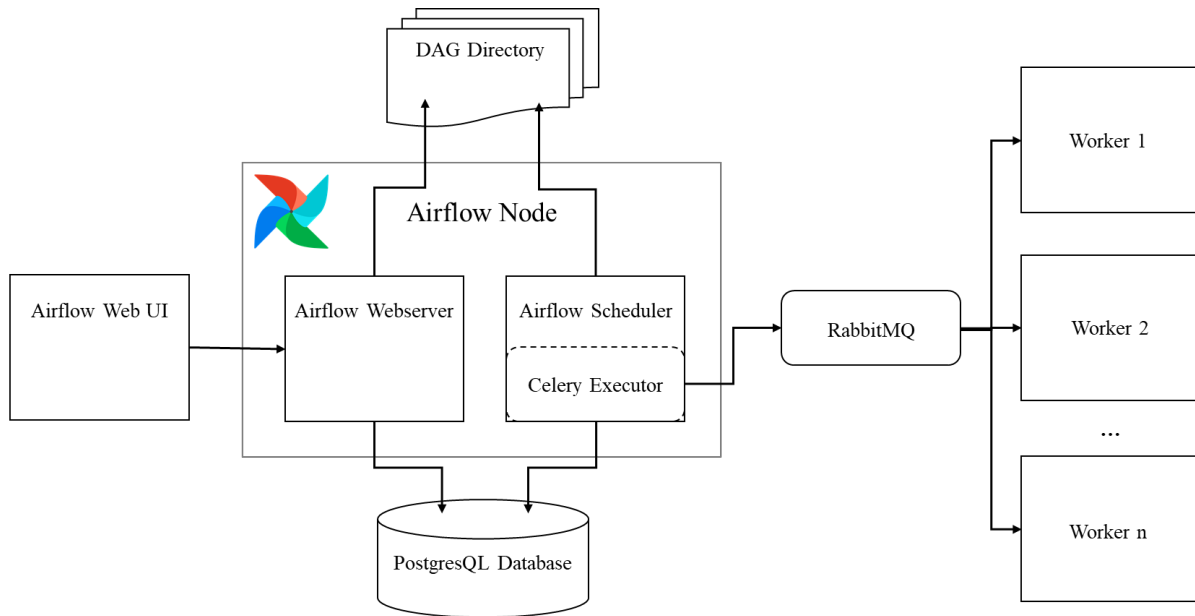 DAG Directory
Worker 1
Airflow Node
Airflow Web UI
Airflow Webserver
Airflow Scheduler
RabbitMQ
Worker 2
Celery Executor
...
Worker n
PostgresQL Database